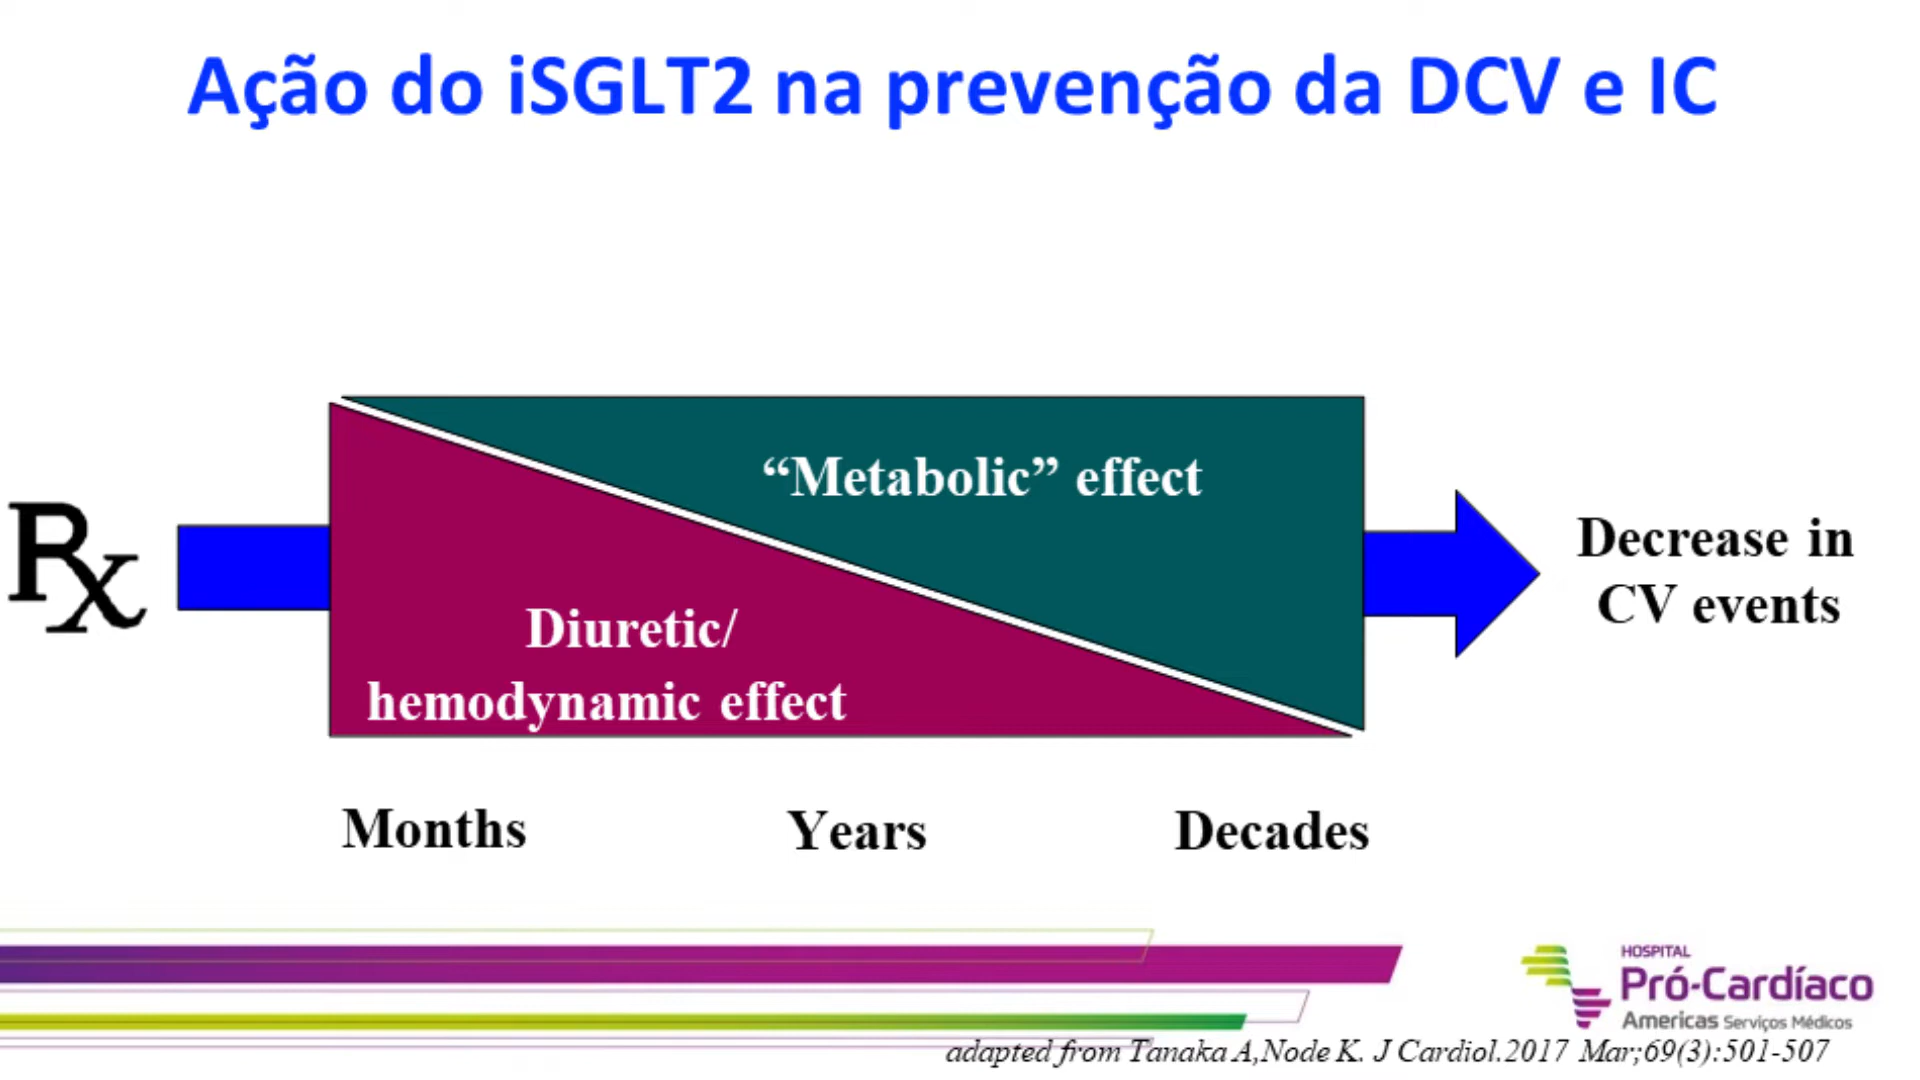 Ação do iSGLT2 na prevenção da DCV e IC
“Metabolic” effect
Rx
Diuretic/
hemodynamic effect
Decrease in
CV events
Months Years Decades
HOSPITAL
Pró-Cardíaco
Americas Serviços Médicos
adapted from Tanaka A,Node K. J Cardiol.2017 Mar;69(3):501-507